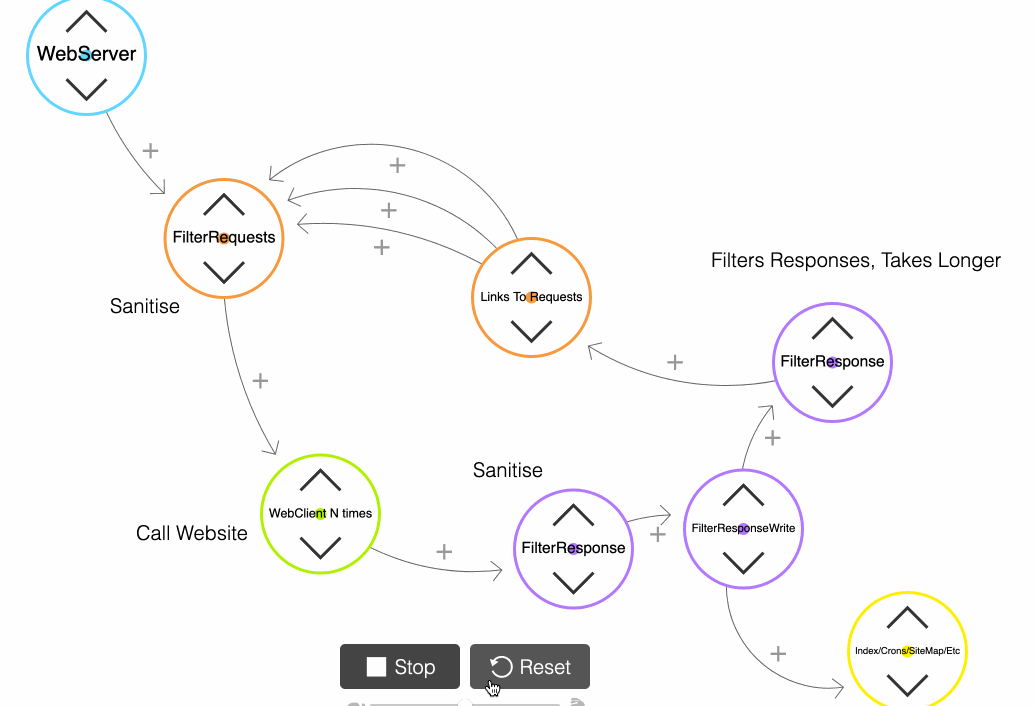 WebServer
+
+
+
FilterRequests
+
Links To Requests
Filters Responses, Takes Longer
Sanitise
+
FilterResponse
+
+
Sanitise
WebClient N times
Call Website
+
FilterResponse
+
FilterResponseWrite
+
Index/Crons/SiteMap/Etc
Stop
Reset